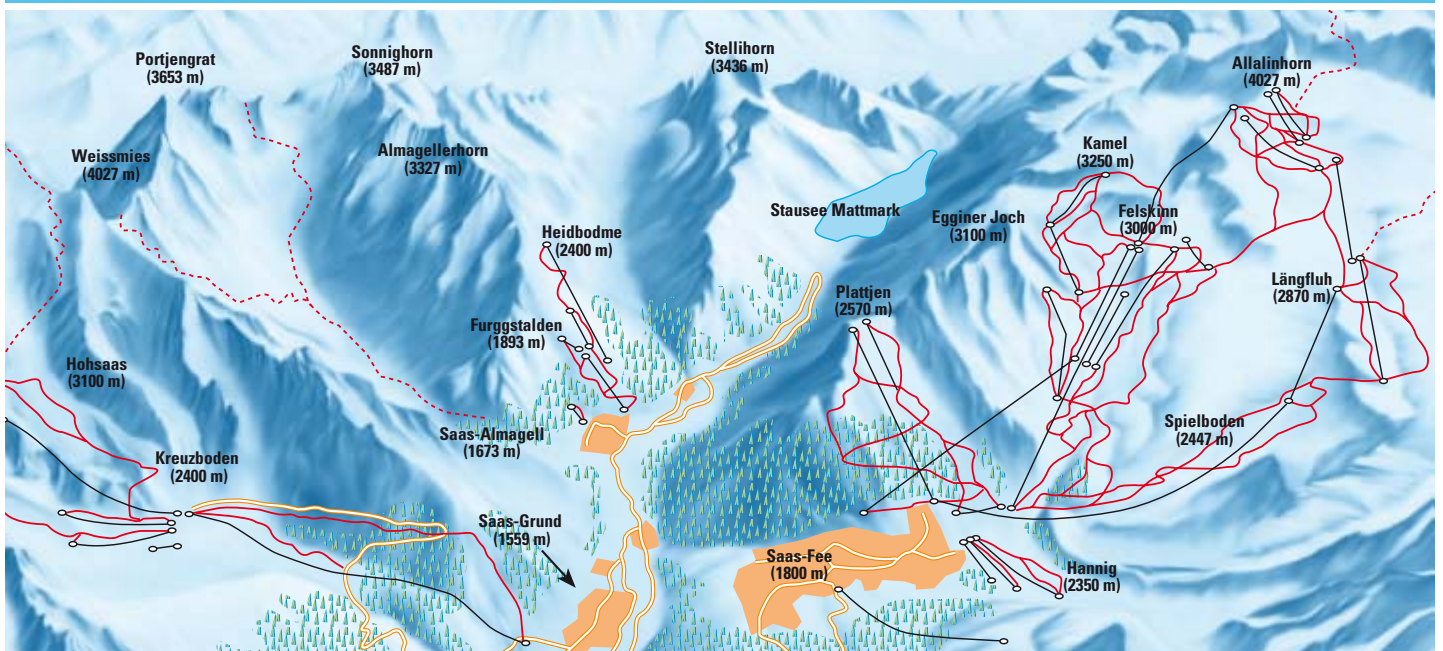 Portjengrat
(3653 m)
Sonnighorn
(3487 m)
Stellihorn
(3436 m)
Allalinhorn
(4027 m)
Weissmies
(4027 m)
Almagellerhorn
(3327 m)
Kamel
(3250 m)
Stausee Mattmark
Egginer Joch
(3100 m)
Felskinn
(3000 m)
Heidbodme
(2400 m)
Plattjen
(2570 m)
Längfluh
(2870 m)
Furggstalden
(1893 m)
Hohsaas
(3100 m)
Saas-Almagell
(1673 m)
Spielboden
(2447 m)
Kreuzboden
(2400 m)
Saas-Grund
(1559 m)
Saas-Fee
(1800 m)
Hannig
(2350 m)